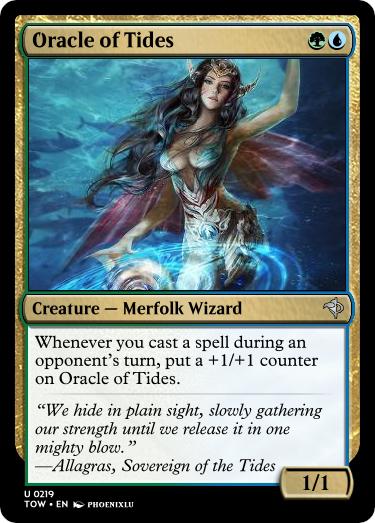 Oracle of Tides
Creature — Merfolk Wizard
Whenever you cast a spell during an
opponent's turn, put a +1/+1 counter
on Oracle of Tides.
"We hide in plain sight, slowly gathering
our strength until we release it in one
mighty blow."
—Allagras, Sovereign of the Tides
1/1
U 0219
TOW • EN PHOENIXLU